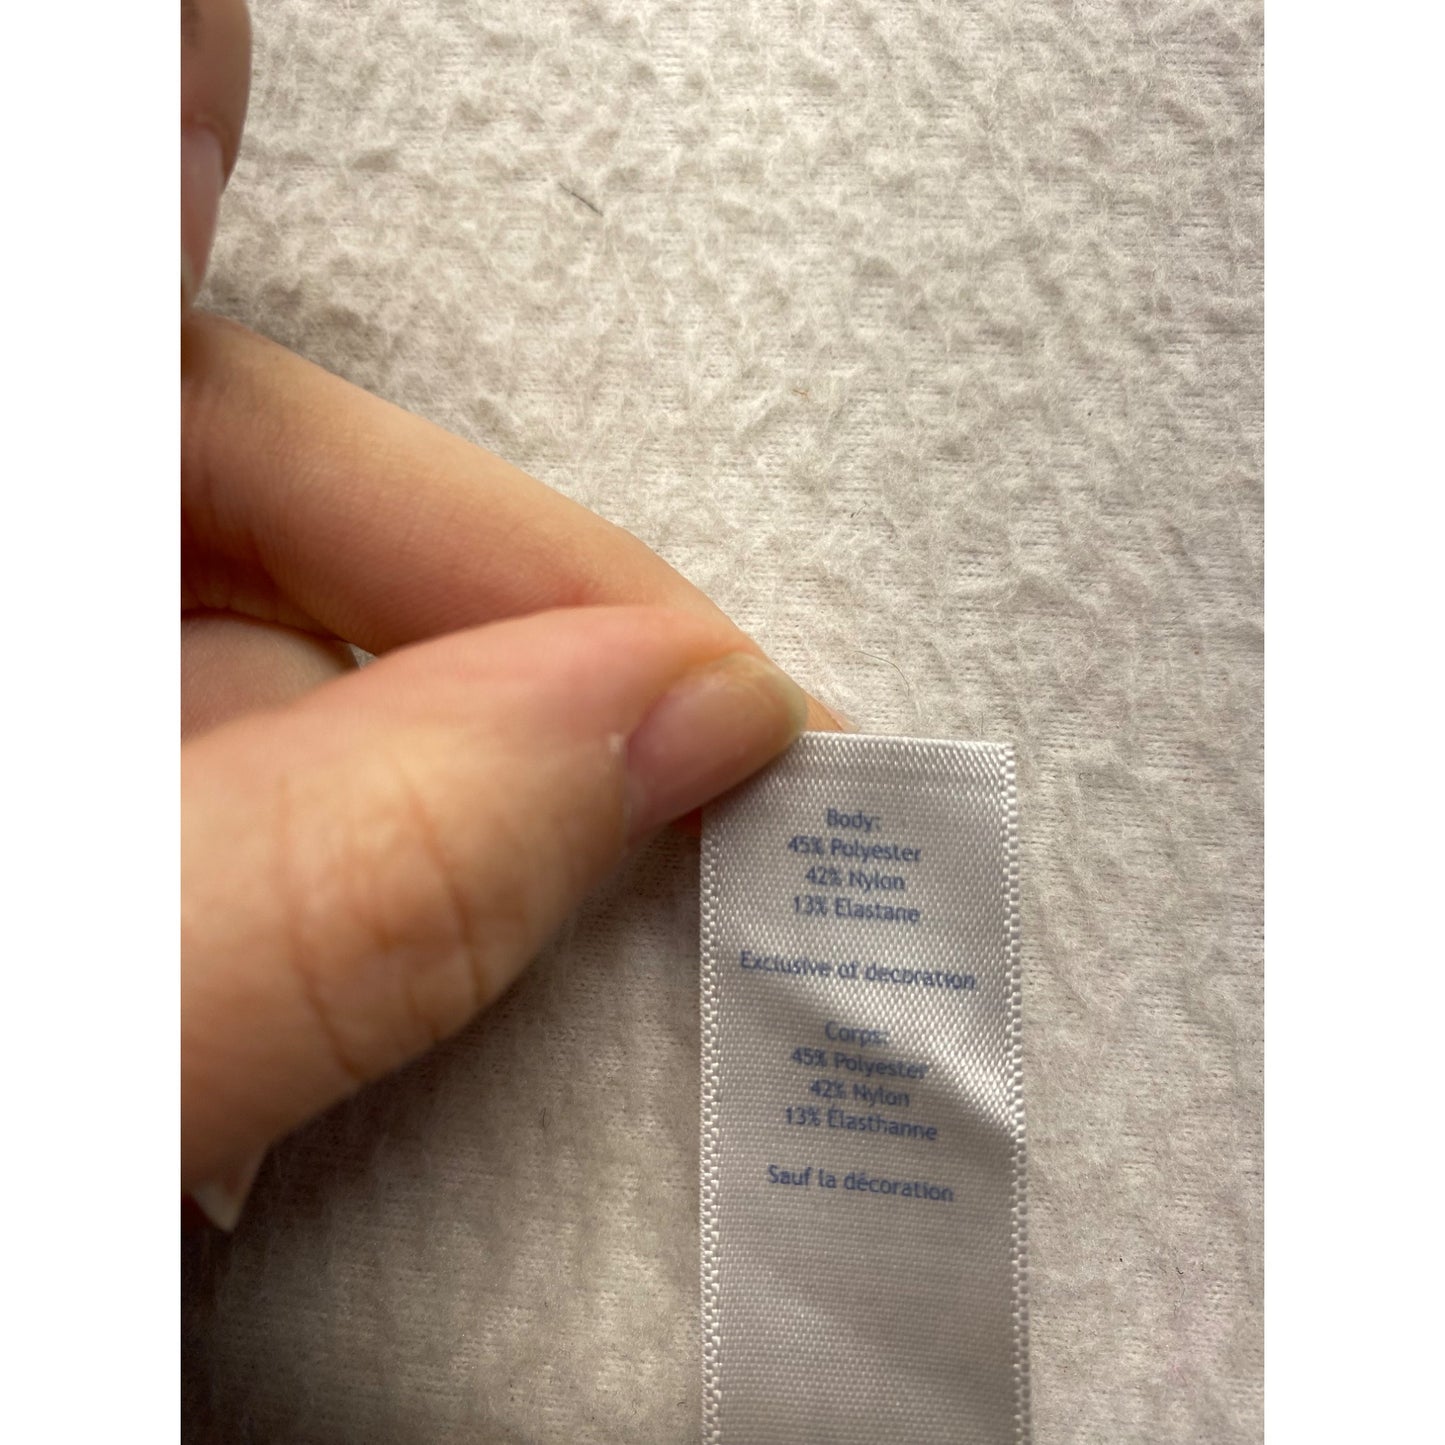 Body:
45% Polyester
42% Nylon
13% Elastane
Exclusive of decoration
Corps:
45% Polyester
42% Nylon
13% Élasthanne
Sauf la décoration